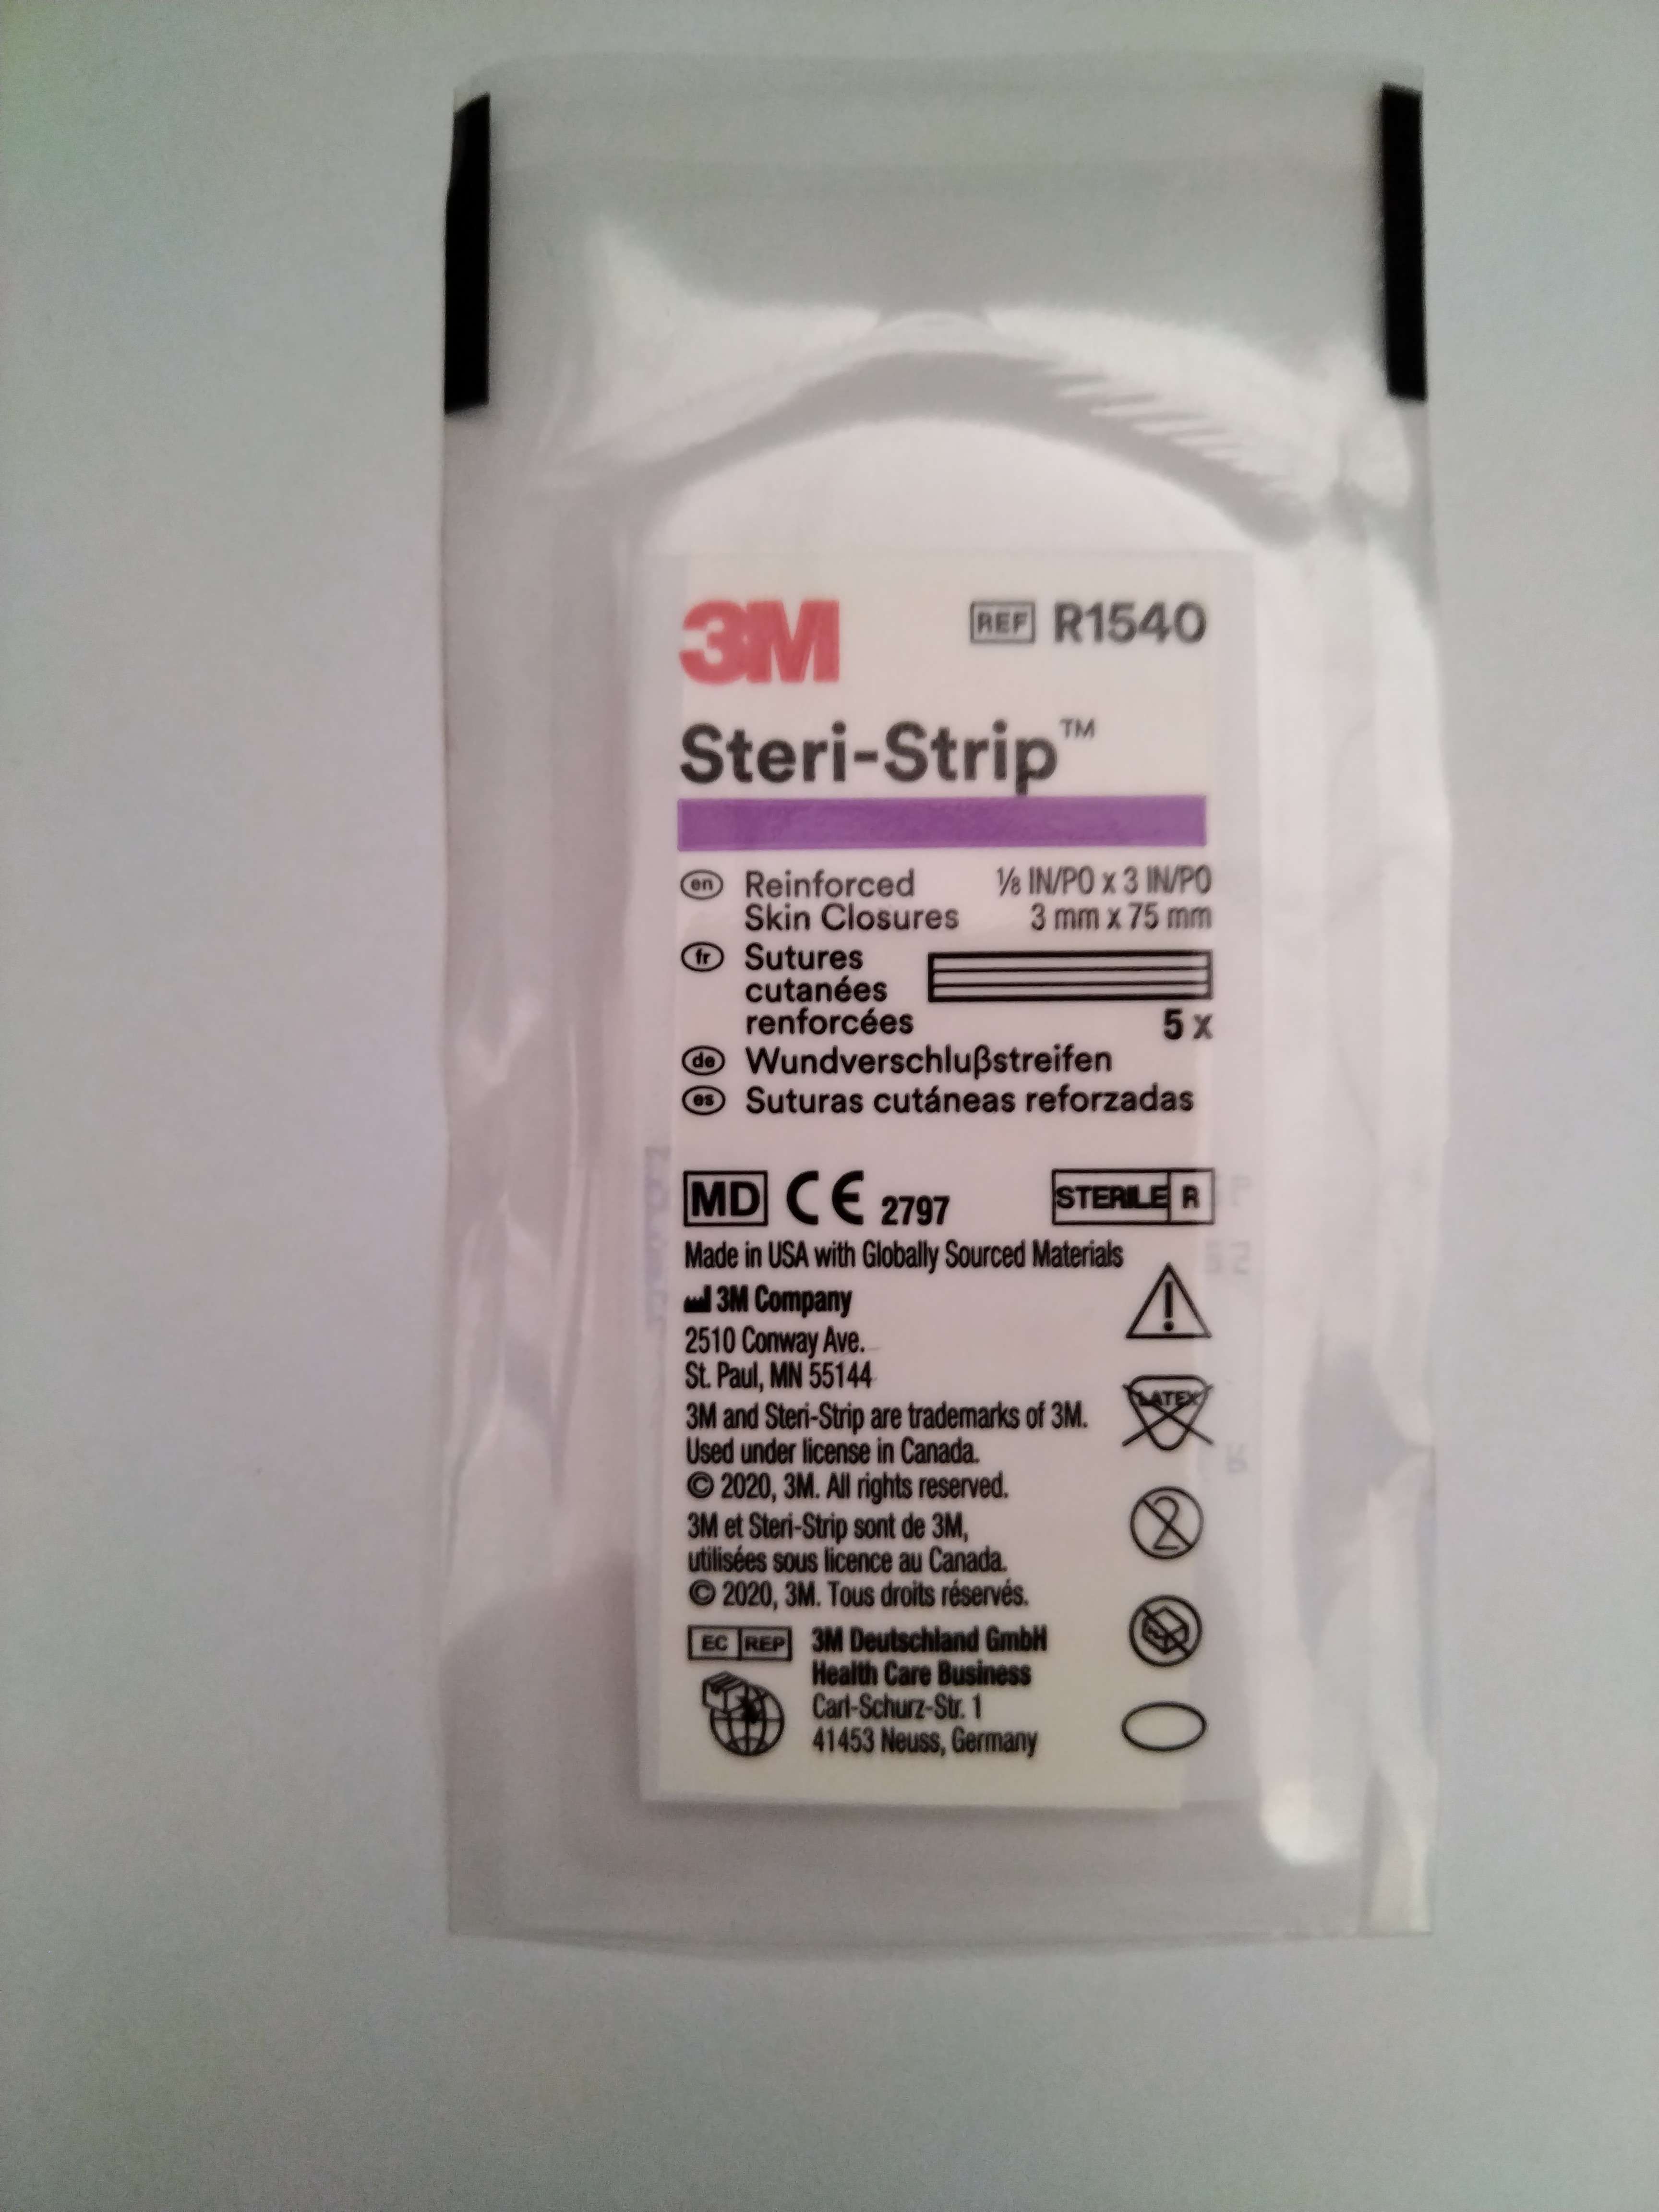 3M
REF R1540
Steri-Strip™
en Reinforced
Skin Closures
⅛ IN/PO x 3 IN/PO
3 mm x 75 mm
fr Sutures
cutanées
renforcées
5 x
de Wundverschlußstreifen
es Suturas cutáneas reforzadas
MD CE 2797
STERILE R
Made in USA with Globally Sourced Materials
3M Company
2510 Conway Ave.
St. Paul, MN 55144
LATEX
3M and Steri-Strip are trademarks of 3M.
Used under license in Canada.
© 2020, 3M. All rights reserved.
2
3M et Steri-Strip sont de 3M,
utilisées sous licence au Canada.
© 2020, 3M. Tous droits réservés.
EC REP 3M Deutschland GmbH
Health Care Business
Carl-Schurz-Str. 1
41453 Neuss, Germany